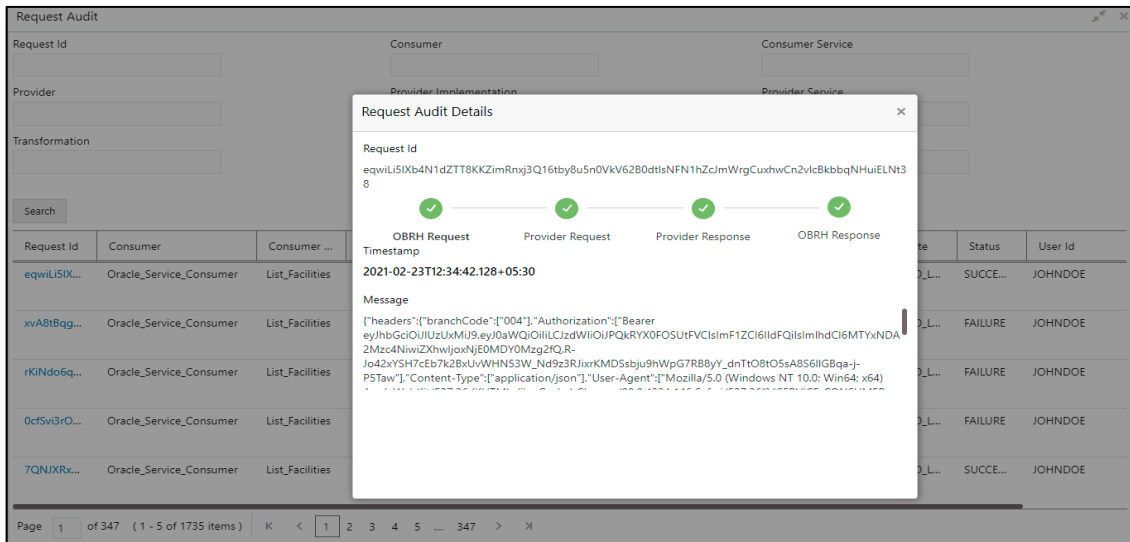 Request Audit
Request Id Consumer Consumer Service
Provider Provider Implementation Provider Service
Transformation
Search
Request Audit Details
Request Id
eqwiLi5IXb4N1dZTT8KKZimRnxj3Q16tby8u5n0VkV62B0dtIsNFN1hZcJmWrgCuxhwCn2vIcBkbbqNHuiELNt3
8
OBRH Request Provider Request Provider Response OBRH Response
Timestamp
2021-02-23T12:34:42.128+05:30
Message
{"headers":{"branchCode":["004"],"Authorization":["Bearer
eyJhbGciOiJIUzUxMiJ9.eyJ0aWQiOiIiLCJzdWIiOiJPQkRYX0FOSUtFVCIsImF1ZCI6IldFQiIsImlhdCI6MTYxNDA
2Mzc4NiwiZXhwIjoxNjE0MDY0Mzg2fQ.R-
Jo42xYSH7cEb7k2BxUvWHN53W_Nd9z3RJixrKMDSsbju9hWpG7RB8yY_dnTtO8tO5sA8S6lIGBqa-j-
P5Taw"],"Content-Type":["application/json"],"User-Agent":["Mozilla/5.0 (Windows NT 10.0; Win64; x64)
Request Id Consumer Consumer ... Status User Id
eqwiLi5IX... Oracle_Service_Consumer List_Facilities SUCCE... JOHNDOE
xvA8tBqg... Oracle_Service_Consumer List_Facilities FAILURE JOHNDOE
rKiNdo6q... Oracle_Service_Consumer List_Facilities FAILURE JOHNDOE
0cfSvi3rO... Oracle_Service_Consumer List_Facilities FAILURE JOHNDOE
7QNJXRx... Oracle_Service_Consumer List_Facilities SUCCE... JOHNDOE
Page 1 of 347 ( 1 - 5 of 1735 items ) 1 2 3 4 5 ... 347